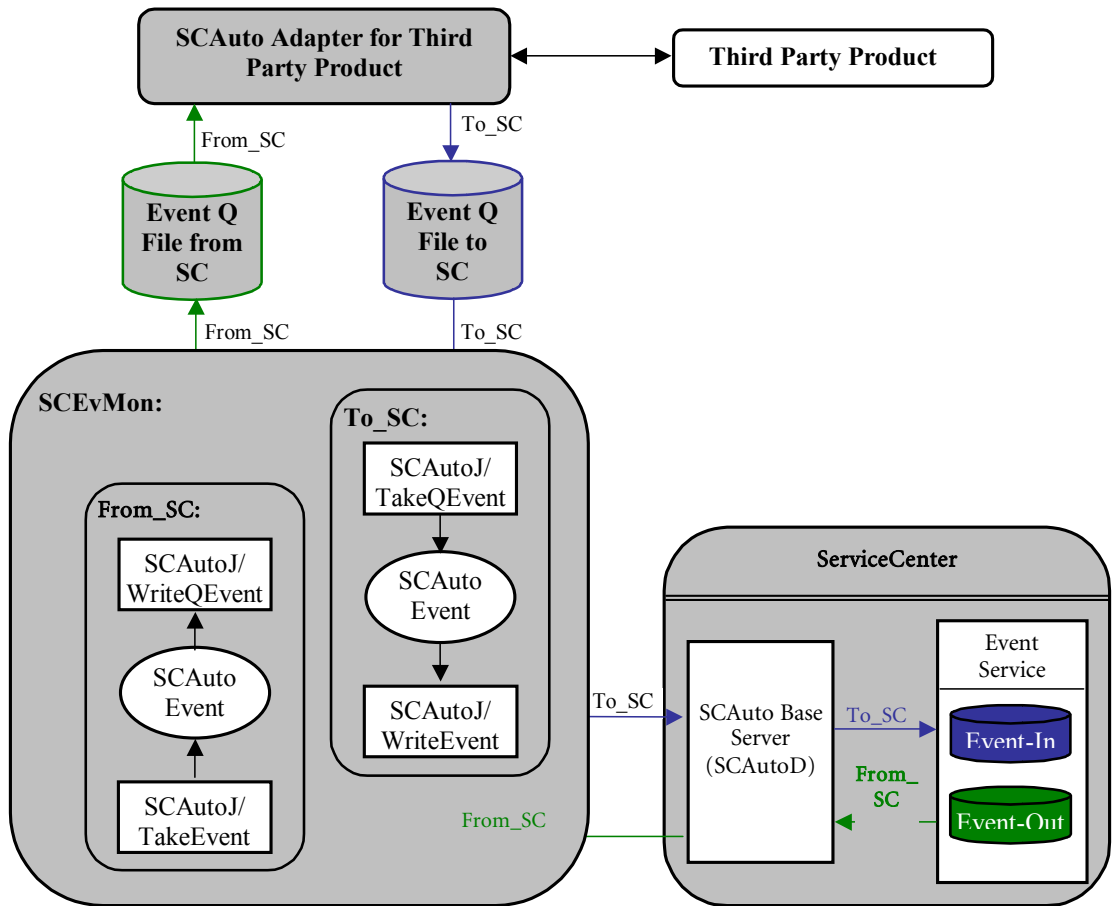 SCAuto Adapter for Third
Party Product
Third Party Product
From_SC
To_SC
Event Q
File from
SC
Event Q
File to
SC
From_SC
To_SC
SCEvMon:
To_SC:
SCAutoJ/
TakeQEvent
SCAuto
Event
SCAutoJ/
WriteEvent
From_SC:
SCAutoJ/
WriteQEvent
SCAuto
Event
SCAutoJ/
TakeEvent
To_SC
From_SC
ServiceCenter
SCAuto Base
Server
(SCAutoD)
To_SC
From_
SC
Event
Service
Event-In
Event-Out